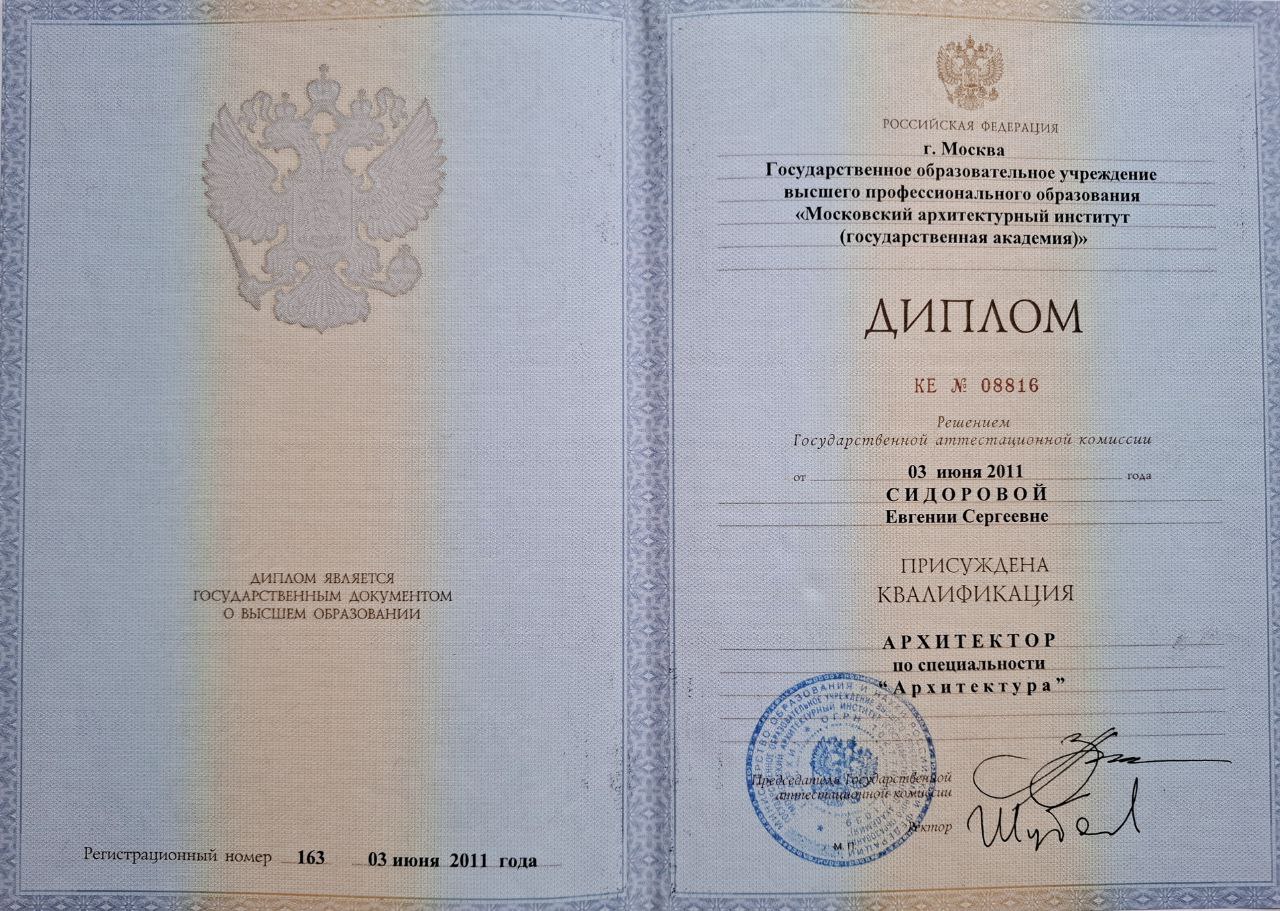 ДИПЛОМ ЯВЛЯЕТСЯ
ГОСУДАРСТВЕННЫМ ДОКУМЕНТОМ
О ВЫСШЕМ ОБРАЗОВАНИИ
Регистрационный номер 163 03 июня 2011 года
РОССИЙСКАЯ ФЕДЕРАЦИЯ
г. Москва
Государственное образовательное учреждение
высшего профессионального образования
«Московский архитектурный институт
(государственная академия)»
ДИПЛОМ
КЕ № 08816
Решением
Государственной аттестационной комиссии
от 03 июня 2011 года
СИДОРОВОЙ
Евгении Сергеевне
ПРИСУЖДЕНА
КВАЛИФИКАЦИЯ
АРХИТЕКТОР
по специальности
“Архитектура”
Председатель Государственной
аттестационной комиссии
Ректор
М.П.